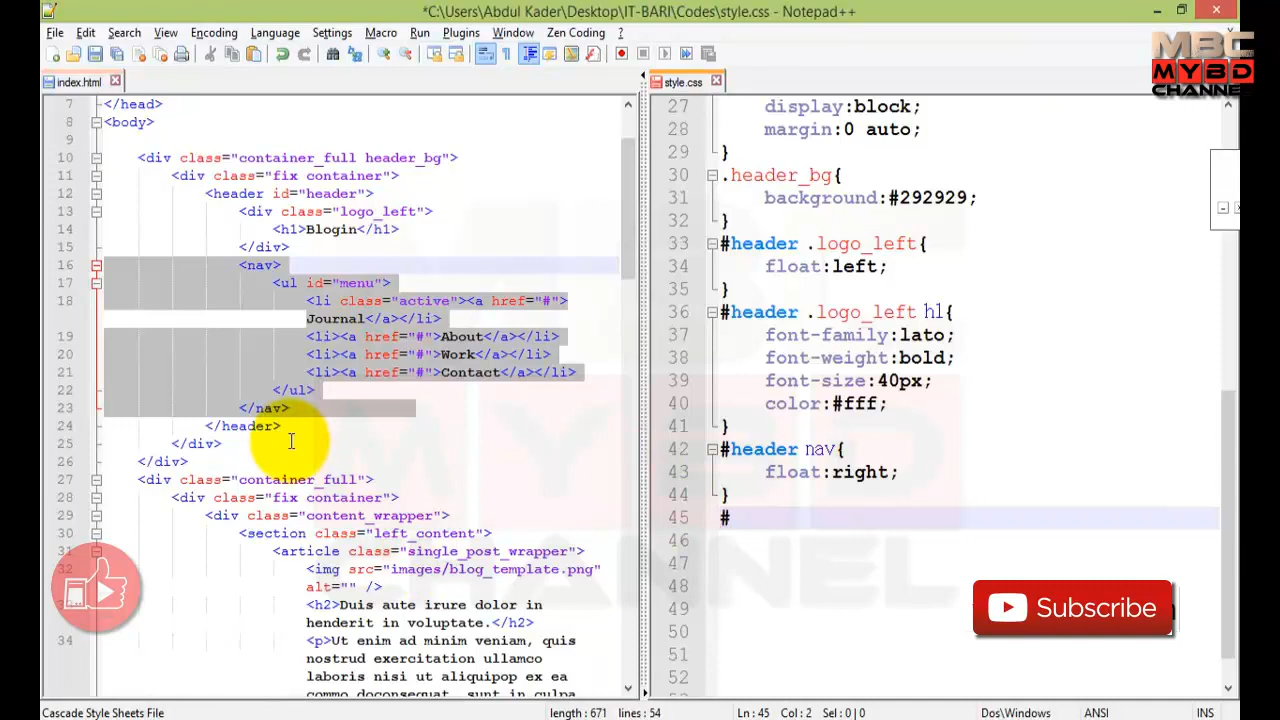 *C:\Users\Abdul Kader\Desktop\IT-BARI\Codes\style.css - Notepad++
File Edit Search View Encoding Language Settings Macro Run Plugins Window Zen Coding ?
MBC
MYBD
CHANNEL
index.html
7 </head>
8 <body>
9
10 <div class="container_full header_bg">
11 <div class="fix container">
12 <header id="header">
13 <div class="logo_left">
14 <h1>Blogin</h1>
15 </div>
16 <nav>
17 <ul id="menu">
18 <li class="active"><a href="#">
Journal</a></li>
19 <li><a href="#">About</a></li>
20 <li><a href="#">Work</a></li>
21 <li><a href="#">Contact</a></li>
22 </ul>
23 </nav>
24 </header>
25 </div>
26 </div>
27 <div class="container_full">
28 <div class="fix container">
29 <div class="content_wrapper">
30 <section class="left_content">
31 <article class="single_post_wrapper">
32 <img src="images/blog_template.png"
alt="" />
<h2>Duis aute irure dolor in
henderit in voluptate.</h2>
34 <p>Ut enim ad minim veniam, quis
nostrud exercitation ullamco
laboris nisi ut aliquipop ex ea
commo doconsequat, sunt in culpa
style.css
27 display:block;
28 margin:0 auto;
29 }
30 .header_bg{
31 background:#292929;
32 }
33 #header .logo_left{
34 float:left;
35 }
36 #header .logo_left h1{
37 font-family:lato;
38 font-weight:bold;
39 font-size:40px;
40 color:#fff;
41 }
42 #header nav{
43 float:right;
44 }
45 #
46
47
48
49
50
51
52
MYBD
CHANNEL
Subscribe
Cascade Style Sheets File length : 671 lines : 54 Ln : 45 Col : 2 Sel : 0 | 0 Dos\Windows ANSI INS